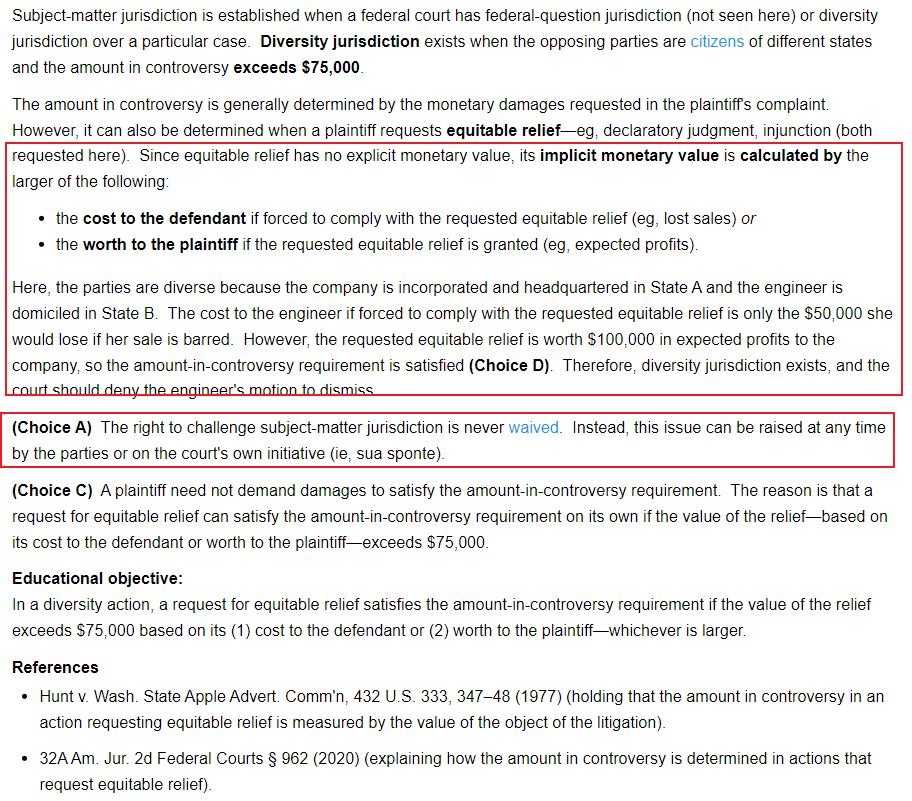 Subject-matter jurisdiction is established when a federal court has federal-question jurisdiction (not seen here) or diversity
jurisdiction over a particular case.  Diversity jurisdiction exists when the opposing parties are citizens of different states
and the amount in controversy exceeds $75,000.
The amount in controversy is generally determined by the monetary damages requested in the plaintiff's complaint.
However, it can also be determined when a plaintiff requests equitable relief—eg, declaratory judgment, injunction (both
requested here).  Since equitable relief has no explicit monetary value, its implicit monetary value is calculated by the
larger of the following:
• the cost to the defendant if forced to comply with the requested equitable relief (eg, lost sales) or
• the worth to the plaintiff if the requested equitable relief is granted (eg, expected profits).
Here, the parties are diverse because the company is incorporated and headquartered in State A and the engineer is
domiciled in State B.  The cost to the engineer if forced to comply with the requested equitable relief is only the $50,000 she
would lose if her sale is barred.  However, the requested equitable relief is worth $100,000 in expected profits to the
company, so the amount-in-controversy requirement is satisfied (Choice D).  Therefore, diversity jurisdiction exists, and the
court should deny the engineer's motion to dismiss.
(Choice A)  The right to challenge subject-matter jurisdiction is never waived.  Instead, this issue can be raised at any time
by the parties or on the court's own initiative (ie, sua sponte).
(Choice C)  A plaintiff need not demand damages to satisfy the amount-in-controversy requirement.  The reason is that a
request for equitable relief can satisfy the amount-in-controversy requirement on its own if the value of the relief—based on
its cost to the defendant or worth to the plaintiff—exceeds $75,000.
Educational objective:
In a diversity action, a request for equitable relief satisfies the amount-in-controversy requirement if the value of the relief
exceeds $75,000 based on its (1) cost to the defendant or (2) worth to the plaintiff—whichever is larger.
References
• Hunt v. Wash. State Apple Advert. Comm'n, 432 U.S. 333, 347–48 (1977) (holding that the amount in controversy in an
action requesting equitable relief is measured by the value of the object of the litigation).
• 32A Am. Jur. 2d Federal Courts § 962 (2020) (explaining how the amount in controversy is determined in actions that
request equitable relief).